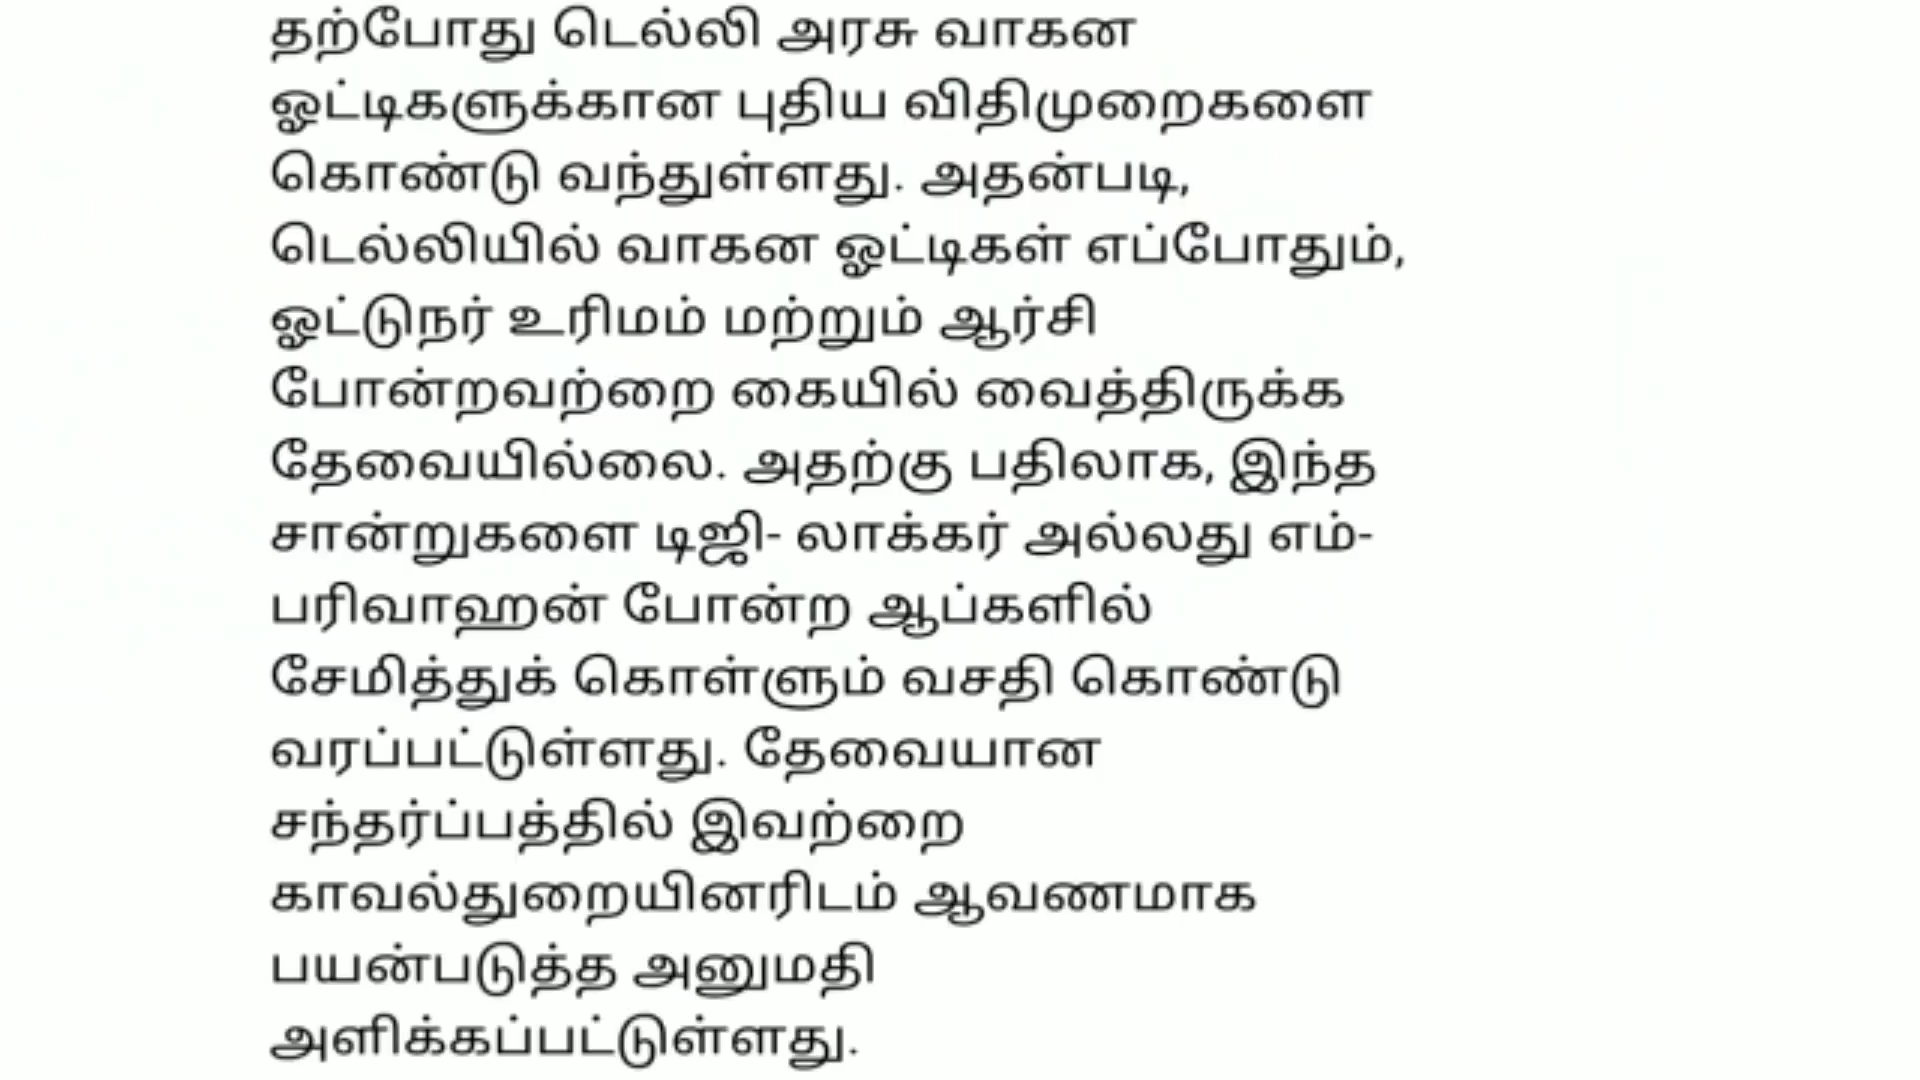 தற்போது டெல்லி அரசு வாகன
ஓட்டிகளுக்கான புதிய விதிமுறைகளை
கொண்டு வந்துள்ளது. அதன்படி,
டெல்லியில் வாகன ஓட்டிகள் எப்போதும்,
ஓட்டுநர் உரிமம் மற்றும் ஆர்சி
போன்றவற்றை கையில் வைத்திருக்க
தேவையில்லை. அதற்கு பதிலாக, இந்த
சான்றுகளை டிஜி- லாக்கர் அல்லது எம்-
பரிவாஹன் போன்ற ஆப்களில்
சேமித்துக் கொள்ளும் வசதி கொண்டு
வரப்பட்டுள்ளது. தேவையான
சந்தர்ப்பத்தில் இவற்றை
காவல்துறையினரிடம் ஆவணமாக
பயன்படுத்த அனுமதி
அளிக்கப்பட்டுள்ளது.